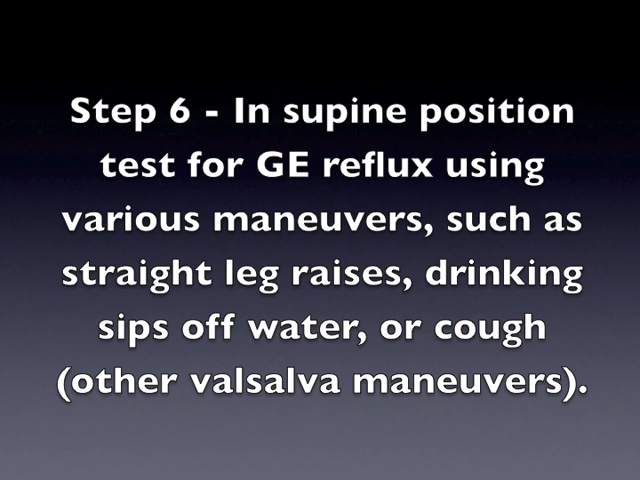 Step 6 - In supine position
test for GE reflux using
various maneuvers, such as
straight leg raises, drinking
sips off water, or cough
(other valsalva maneuvers).